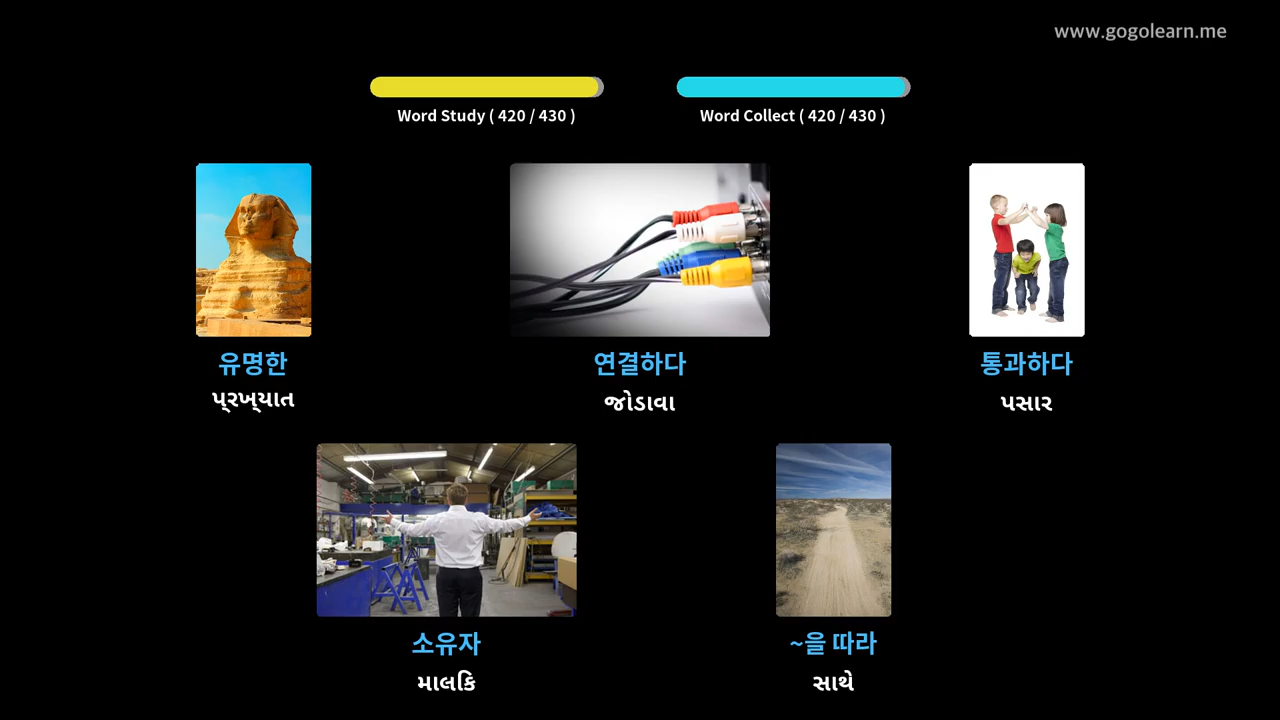 www.gogolearn.me
Word Study ( 420 / 430 )
Word Collect ( 420 / 430 )
유명한
연결하다
통과하다
પ્રખ્યાત
જોડાવા
પસાર
소유자
~을 따라
માલિક
સાથે